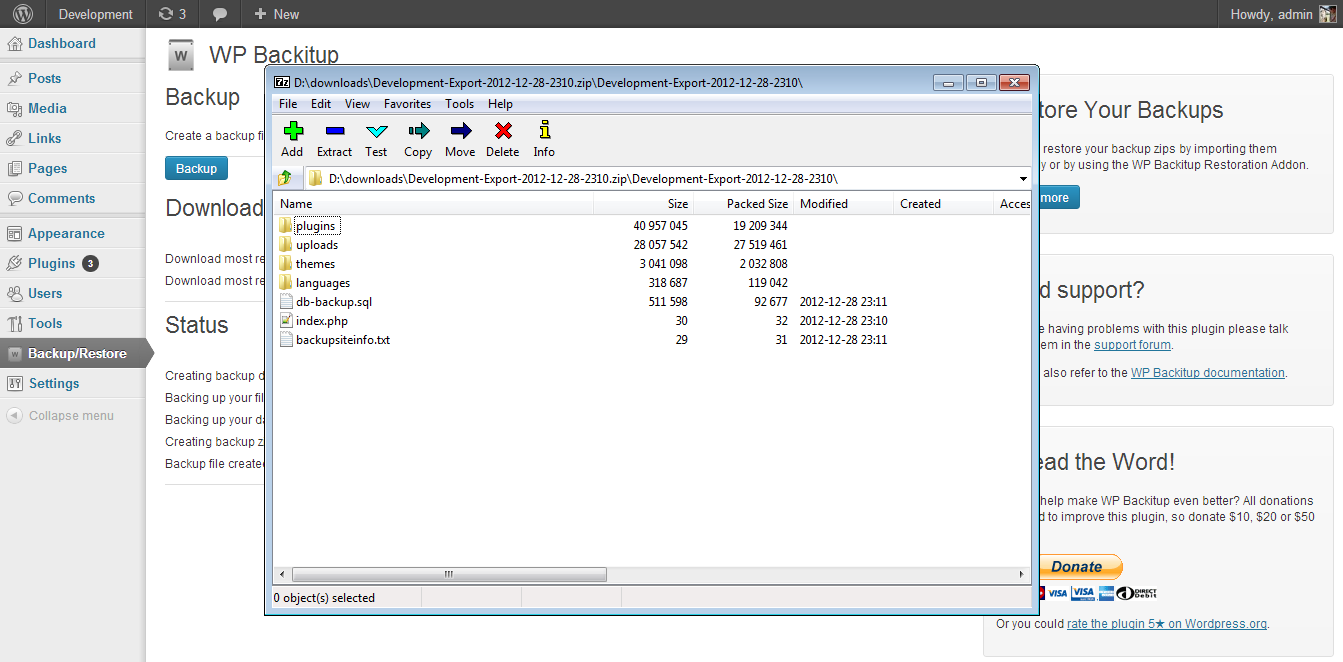 Development 3 New Howdy, admin
Dashboard
Posts
Media
Links
Pages
Comments
Appearance
Plugins 3
Users
Tools
Backup/Restore
Settings
Collapse menu
W WP Backitup
Backup
Create a backup fi
Backup
Download
Download most re
Download most re
Status
Creating backup d
Backing up your fil
Backing up your da
Creating backup z
Backup file create
7z D:\downloads\Development-Export-2012-12-28-2310.zip\Development-Export-2012-12-28-2310\
File Edit View Favorites Tools Help
Add Extract Test Copy Move Delete Info
D:\downloads\Development-Export-2012-12-28-2310.zip\Development-Export-2012-12-28-2310\
Name Size Packed Size Modified Created Acces
plugins 40 957 045 19 209 344
uploads 28 057 542 27 519 461
themes 3 041 098 2 032 808
languages 318 687 119 042
db-backup.sql 511 598 92 677 2012-12-28 23:11
index.php 30 32 2012-12-28 23:10
backupsiteinfo.txt 29 31 2012-12-28 23:11
0 object(s) selected
tore Your Backups
restore your backup zips by importing them
y or by using the WP Backitup Restoration Addon.
more
d support?
e having problems with this plugin please talk
em in the support forum.
also refer to the WP Backitup documentation.
ead the Word!
help make WP Backitup even better? All donations
d to improve this plugin, so donate $10, $20 or $50
Donate
VISA VISA DIRECT Debit
Or you could rate the plugin 5★ on Wordpress.org.